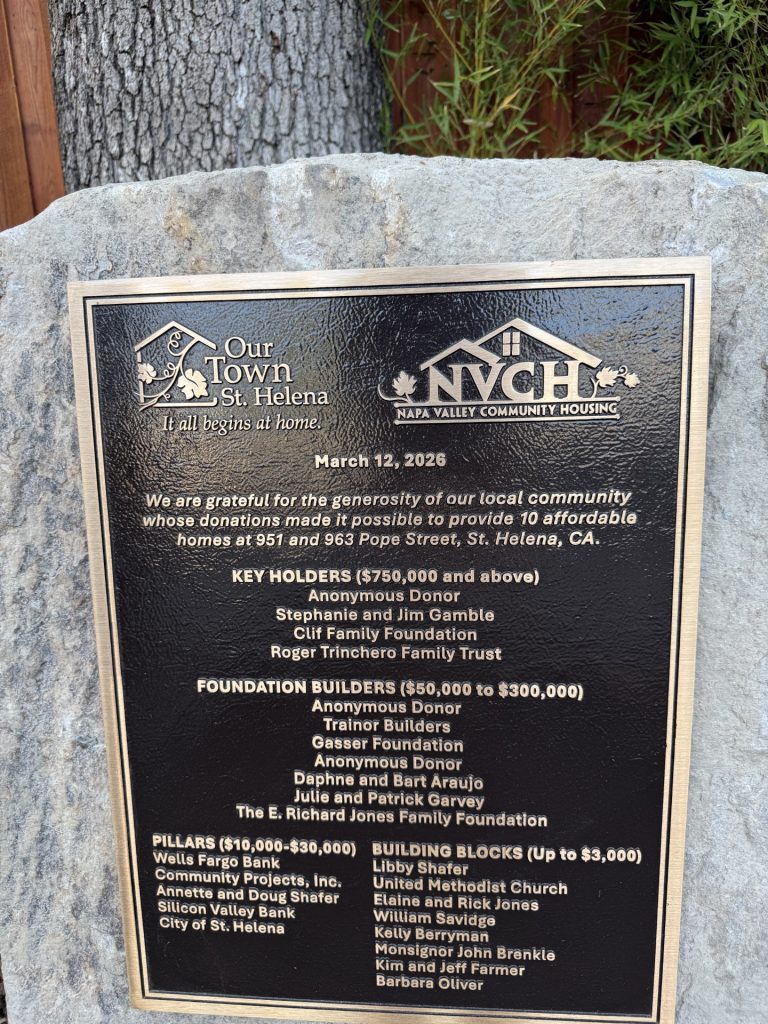 Our
Town
St. Helena
It all begins at home.
NVCH
NAPA VALLEY COMMUNITY HOUSING
March 12, 2026
We are grateful for the generosity of our local community
whose donations made it possible to provide 10 affordable
homes at 951 and 963 Pope Street, St. Helena, CA.
KEY HOLDERS ($750,000 and above)
Anonymous Donor
Stephanie and Jim Gamble
Clif Family Foundation
Roger Trinchero Family Trust
FOUNDATION BUILDERS ($50,000 to $300,000)
Anonymous Donor
Trainor Builders
Gasser Foundation
Anonymous Donor
Daphne and Bart Araujo
Julie and Patrick Garvey
The E. Richard Jones Family Foundation
PILLARS ($10,000-$30,000)
Wells Fargo Bank
Community Projects, Inc.
Annette and Doug Shafer
Silicon Valley Bank
City of St. Helena
BUILDING BLOCKS (Up to $3,000)
Libby Shafer
United Methodist Church
Elaine and Rick Jones
William Savidge
Kelly Berryman
Monsignor John Brenkle
Kim and Jeff Farmer
Barbara Oliver